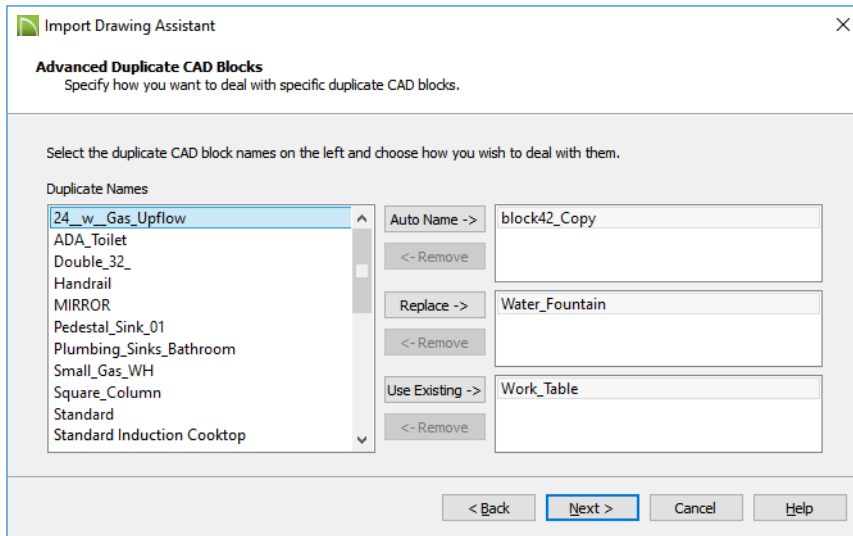 Import Drawing Assistant
Advanced Duplicate CAD Blocks
Specify how you want to deal with specific duplicate CAD blocks.
Select the duplicate CAD block names on the left and choose how you wish to deal with them.
Duplicate Names
24__w__Gas_Upflow
ADA_Toilet
Double_32_
Handrail
MIRROR
Pedestal_Sink_01
Plumbing_Sinks_Bathroom
Small_Gas_WH
Square_Column
Standard
Standard Induction Cooktop
Auto Name ->
<- Remove
block42_Copy
Replace ->
<- Remove
Water_Fountain
Use Existing ->
<- Remove
Work_Table
< Back
Next >
Cancel
Help